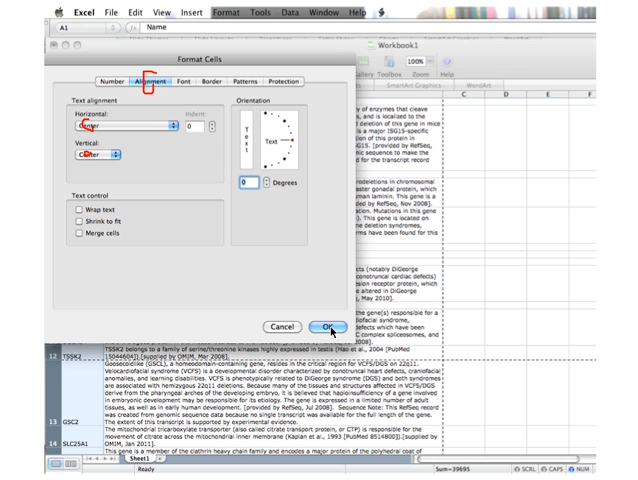 Excel File Edit View Insert Format Tools Data Window Help
A1 Name
Workbook1
100%
Gallery Toolbox Zoom Help
SmartArt Graphics WordArt
Format Cells
Number Alignment Font Border Patterns Protection
Text alignment
Horizontal: Indent:
Center 0
Vertical:
Center
Text control
Wrap text
Shrink to fit
Merge cells
Orientation
Text Text
0 Degrees
Cancel OK
C D E F
y of enzymes that cleave
and is localized to the
deletion of this gene in mice
is a major ISG15-specific
tion of this protein in
SG15. [provided by RefSeq,
mic sequence to make the
d for the transcript record
rodeletions in chromosomal
aster gonadal protein, which
human laminin. This gene is a
ded by RefSeq, Nov 2008].
ation. Mutations in this gene
) This gene is located on
rms have been found for this
cts (notably DiGeorge
conotruncal cardiac defects)
esion receptor protein, which
e altered in DiGeorge
, May 2010].
the gene(s) responsible for a
diofacial syndrome,
defects which have been
C complex spliceosomes, and
12 TSSK2 TSSK2 belongs to a family of serine/threonine kinases highly expressed in testis (Hao et al., 2004 [PubMed
15044604]).[supplied by OMIM, Mar 2008].
Goosecoidlike (GSCL), a homeodomain-containing gene, resides in the critical region for VCFS/DGS on 22q11.
Velocardiofacial syndrome (VCFS) is a developmental disorder characterized by conotruncal heart defects, craniofacial
anomalies, and learning disabilities. VCFS is phenotypically related to DiGeorge syndrome (DGS) and both syndromes
are associated with hemizygous 22q11 deletions. Because many of the tissues and structures affected in VCFS/DGS
derive from the pharyngeal arches of the developing embryo, it is believed that haploinsufficiency of a gene involved
in embryonic development may be responsible for its etiology. The gene is expressed in a limited number of adult
tissues, as well as in early human development. [provided by RefSeq, Jul 2008]. Sequence Note: This RefSeq
record was created from genomic sequence data because no single transcript was available for the full length of the gene.
13 GSC2 The extent of this transcript is supported by experimental evidence.
The mitochondrial tricarboxylate transporter (also called citrate transport protein, or CTP) is responsible for the
movement of citrate across the mitochondrial inner membrane (Kaplan et al., 1993 [PubMed 8514800]).[supplied by
14 SLC25A1 OMIM, Jan 2011].
This gene is a member of the clathrin heavy chain family and encodes a major protein of the polyhedral coat of
Sheet1
Ready Sum=39695 SCRL CAPS NUM